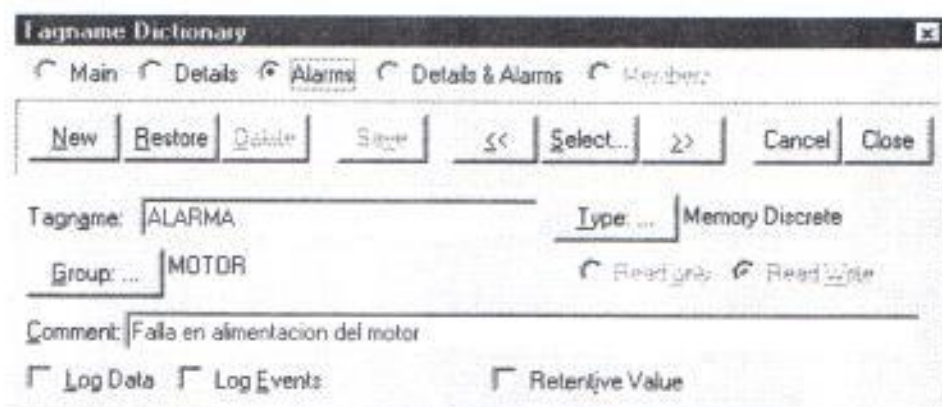 Tagname Dictionary
Main Details Alarms Details & Alarms Members
New Restore Delete Save << Select... >> Cancel Close
Tagname: ALARMA Type: ... Memory Discrete
Group: ... MOTOR Read only Read Write
Comment: Falla en alimentacion del motor
Log Data Log Events Retentive Value